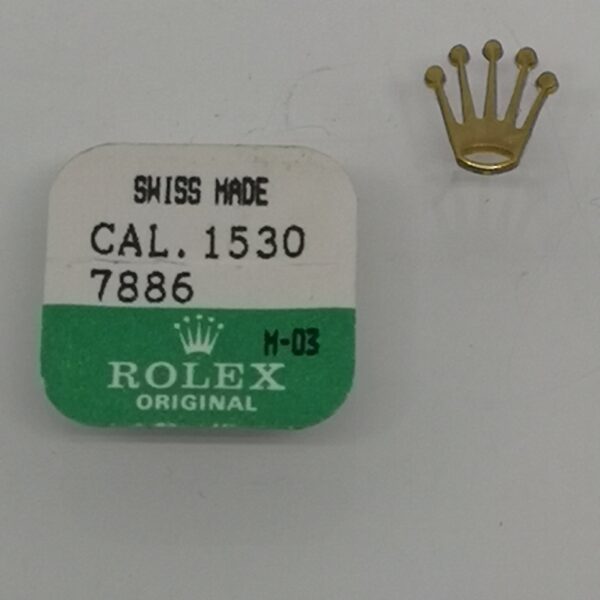 SWISS MADE
CAL. 1530
7886
M-03
ROLEX
ORIGINAL